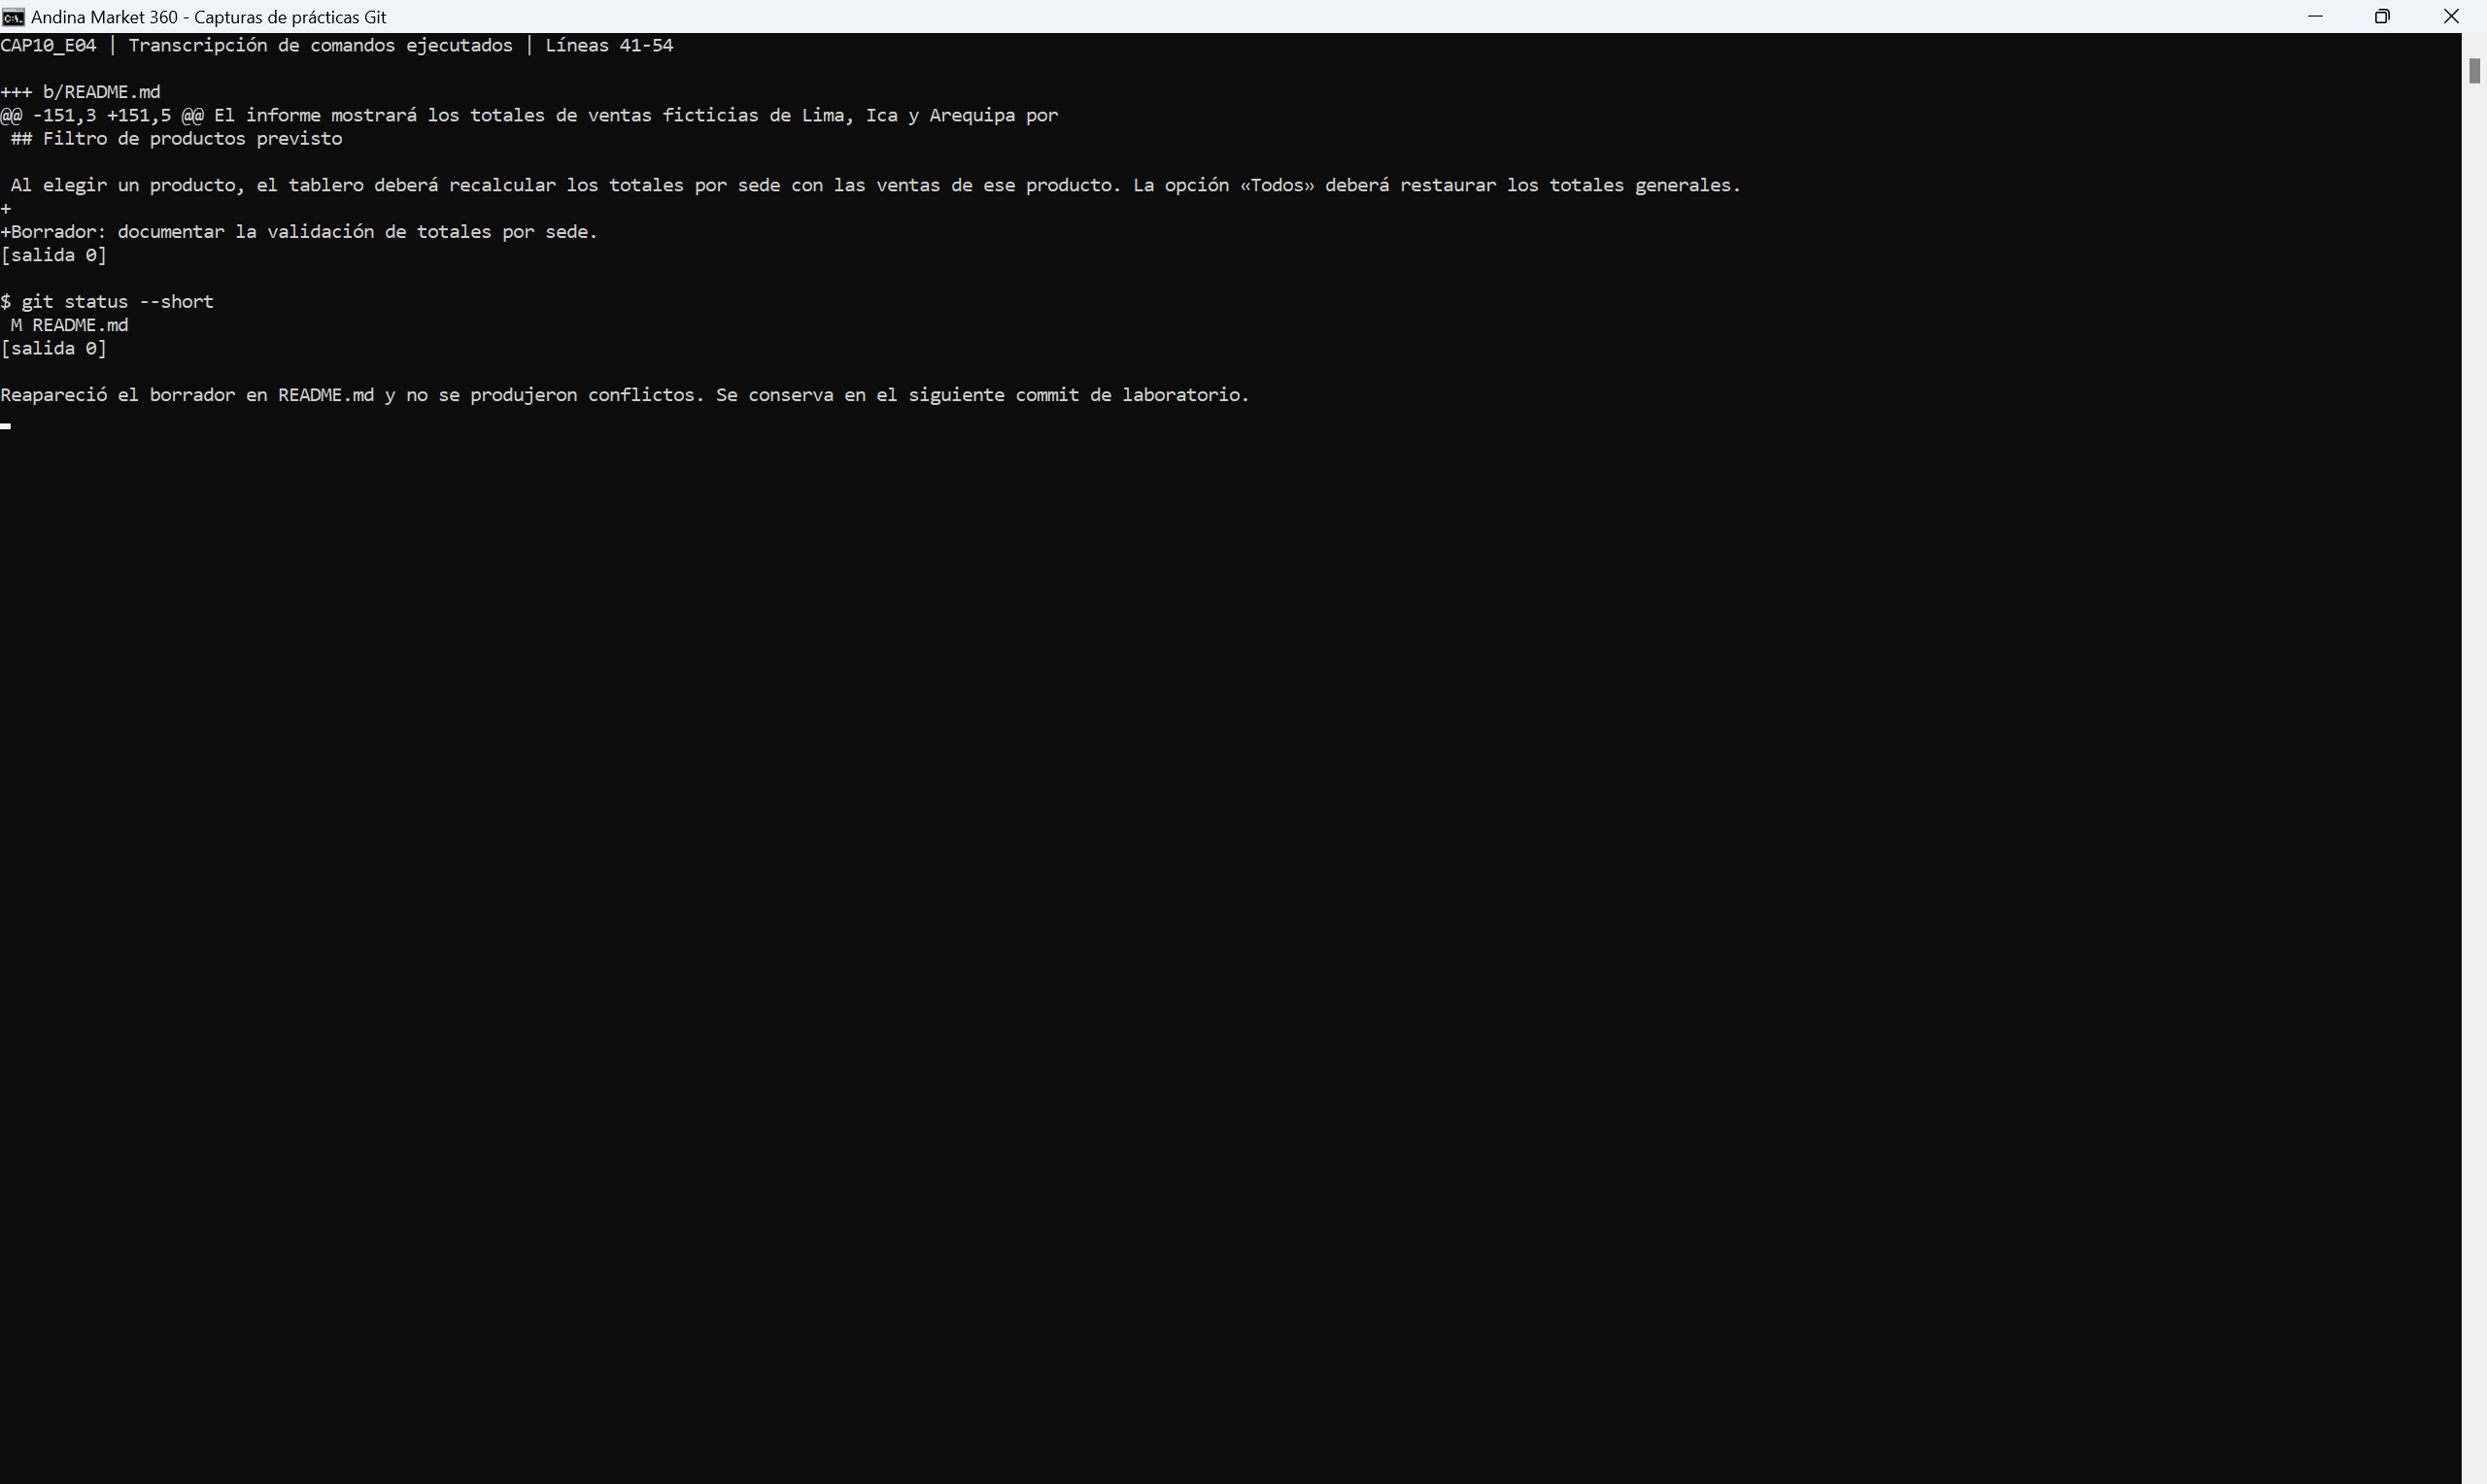 Andina Market 360 - Capturas de prácticas Git
CAP10_E04 | Transcripción de comandos ejecutados | Líneas 41-54
+++ b/README.md
@@ -151,3 +151,5 @@ El informe mostrará los totales de ventas ficticias de Lima, Ica y Arequipa por
## Filtro de productos previsto
Al elegir un producto, el tablero deberá recalcular los totales por sede con las ventas de ese producto. La opción «Todos» deberá restaurar los totales generales.
+
+Borrador: documentar la validación de totales por sede.
[salida 0]
$ git status --short
M README.md
[salida 0]
Reapareció el borrador en README.md y no se produjeron conflictos. Se conserva en el siguiente commit de laboratorio.